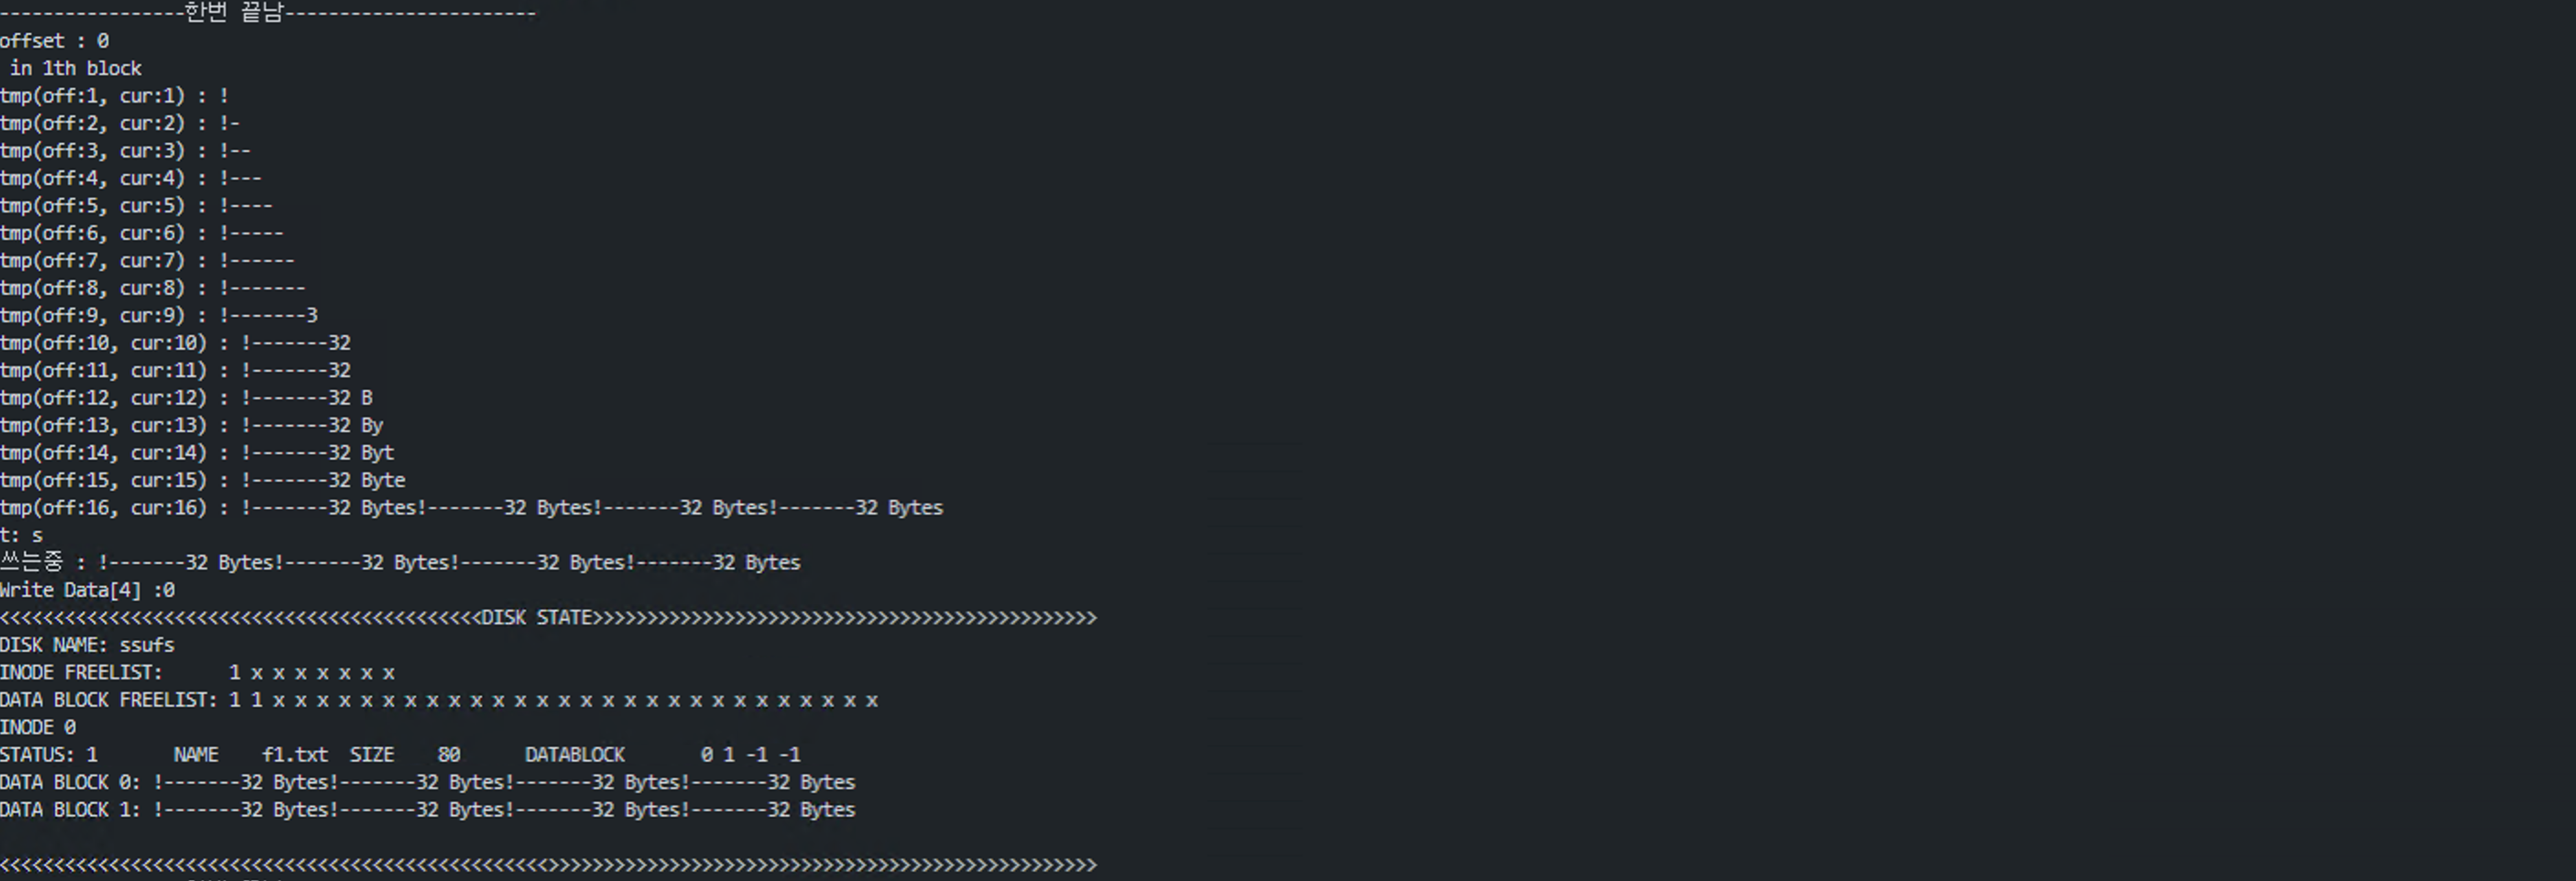 -----------------한번 끝남-----------------------
offset : 0
 in 1th block
tmp(off:1, cur:1) : !
tmp(off:2, cur:2) : !-
tmp(off:3, cur:3) : !--
tmp(off:4, cur:4) : !---
tmp(off:5, cur:5) : !----
tmp(off:6, cur:6) : !-----
tmp(off:7, cur:7) : !------
tmp(off:8, cur:8) : !-------
tmp(off:9, cur:9) : !-------3
tmp(off:10, cur:10) : !-------32
tmp(off:11, cur:11) : !-------32
tmp(off:12, cur:12) : !-------32 B
tmp(off:13, cur:13) : !-------32 By
tmp(off:14, cur:14) : !-------32 Byt
tmp(off:15, cur:15) : !-------32 Byte
tmp(off:16, cur:16) : !-------32 Bytes!-------32 Bytes!-------32 Bytes!-------32 Bytes
t: s
쓰는중 : !-------32 Bytes!-------32 Bytes!-------32 Bytes!-------32 Bytes
Write Data[4] :0
<<<<<<<<<<<<<<<<<<<<<<<<<<<<<<<<<<<<<<<<<<<<DISK STATE>>>>>>>>>>>>>>>>>>>>>>>>>>>>>>>>>>>>>>>>>>>>>>
DISK NAME: ssufs
INODE FREELIST:      1 x x x x x x x
DATA BLOCK FREELIST: 1 1 x x x x x x x x x x x x x x x x x x x x x x x x x x x x
INODE 0
STATUS: 1       NAME    f1.txt  SIZE    80      DATABLOCK       0 1 -1 -1
DATA BLOCK 0: !-------32 Bytes!-------32 Bytes!-------32 Bytes!-------32 Bytes
DATA BLOCK 1: !-------32 Bytes!-------32 Bytes!-------32 Bytes!-------32 Bytes
<<<<<<<<<<<<<<<<<<<<<<<<<<<<<<<<<<<<<<<<<<<<<<<<<<>>>>>>>>>>>>>>>>>>>>>>>>>>>>>>>>>>>>>>>>>>>>>>>>>>